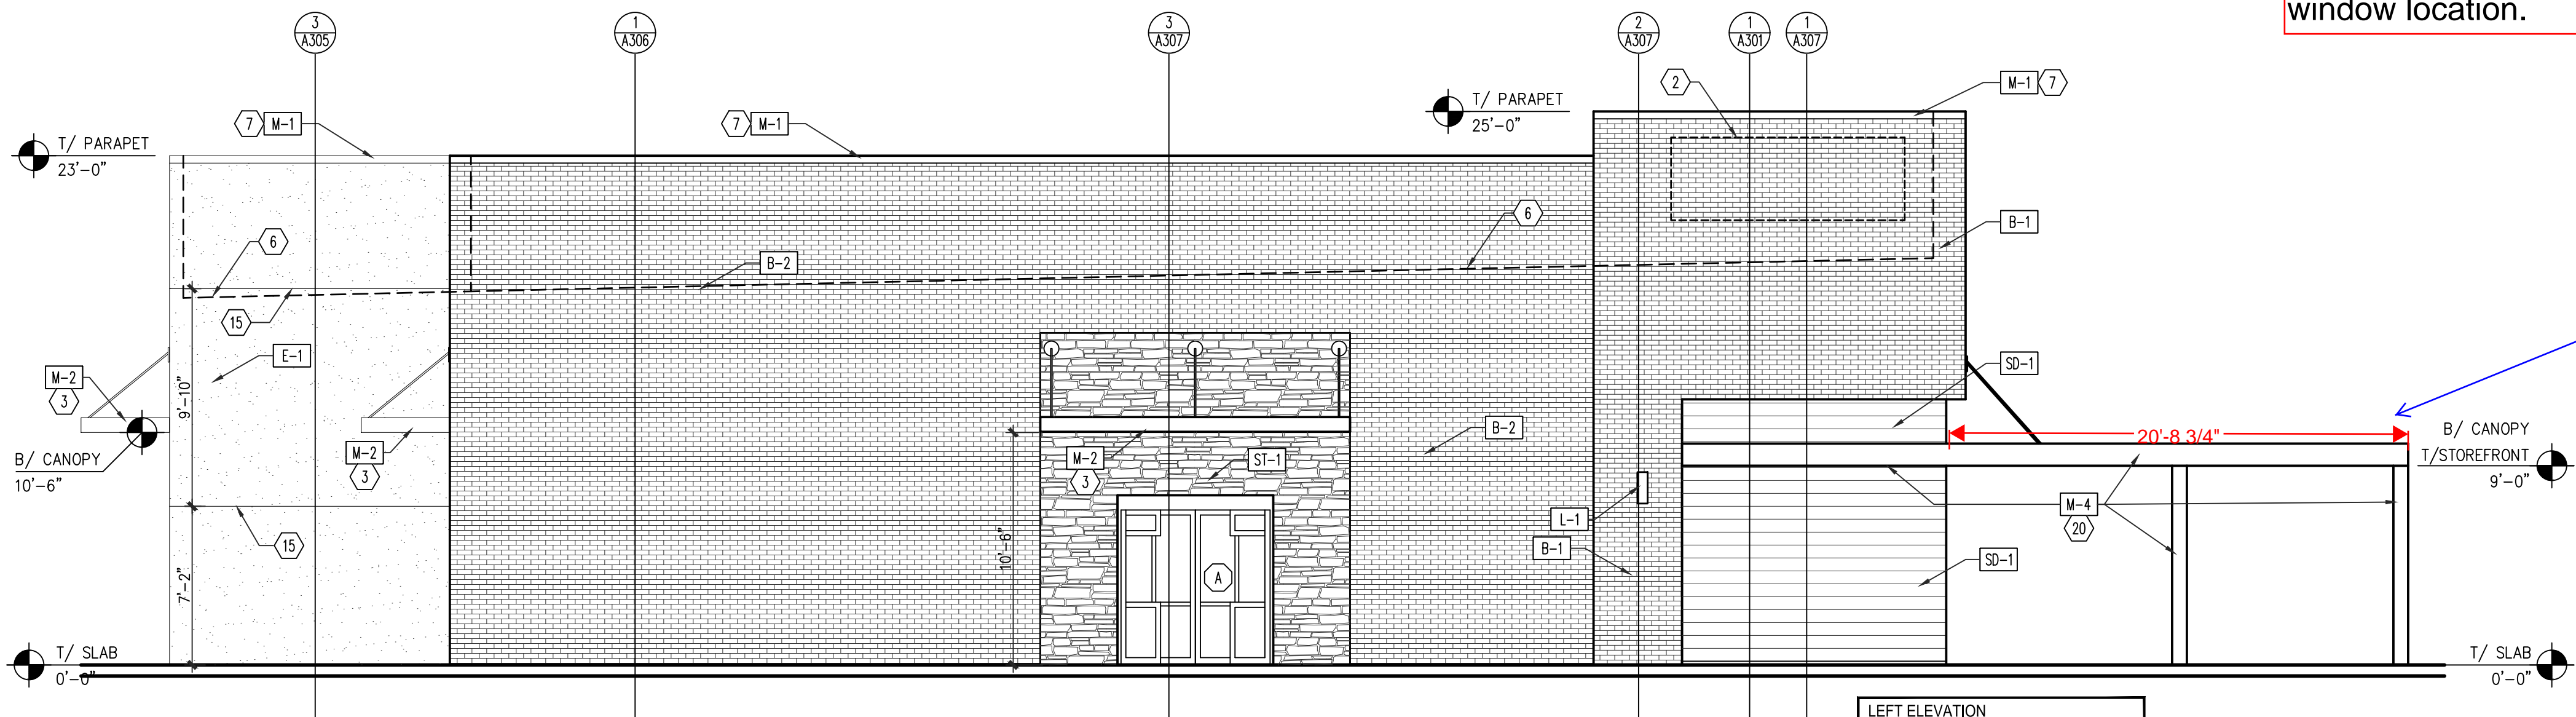 window location.
3
A305
1
A306
3
A307
2
A307
1
A301
1
A307
2
M-1 7
T/ PARAPET
25'-0"
7 M-1
7 M-1
T/ PARAPET
23'-0"
6
B-1
6
B-2
15
E-1
SD-1
M-2
3
9'-10"
B-2
20'-8 3/4"
B/ CANOPY
T/STOREFRONT
9'-0"
B/ CANOPY
10'-6"
M-2
3
M-2
3
ST-1
M-4
20
L-1
B-1
15
10'-6"
A
SD-1
7'-2"
T/ SLAB
0'-0"
T/ SLAB
0'-0"
LEFT ELEVATION